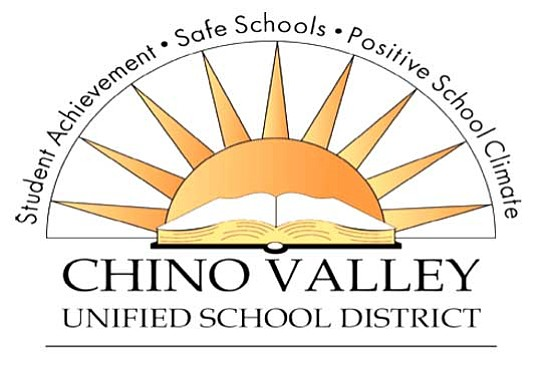 Student Achievement • Safe Schools • Positive School Climate
CHINO VALLEY
UNIFIED SCHOOL DISTRICT